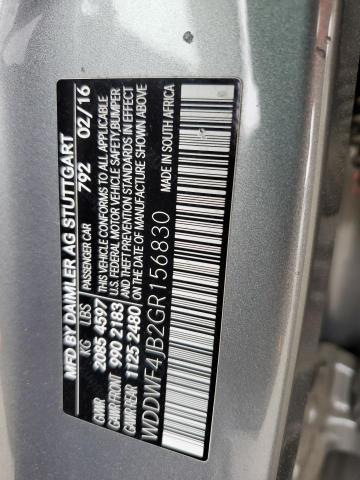 MFD BY DAIMLER AG STUTTGART
PASSENGER CAR 792 02/16
KG LBS
GVWR 2085 4597
GAWR FRONT 990 2183
GAWR REAR 1125 2480
THIS VEHICLE CONFORMS TO ALL APPLICABLE
U.S. FEDERAL MOTOR VEHICLE SAFETY, BUMPER
AND THEFT PREVENTION STANDARDS IN EFFECT
ON THE DATE OF MANUFACTURE SHOWN ABOVE
WDDWF4JB2GR156830 MADE IN SOUTH AFRICA